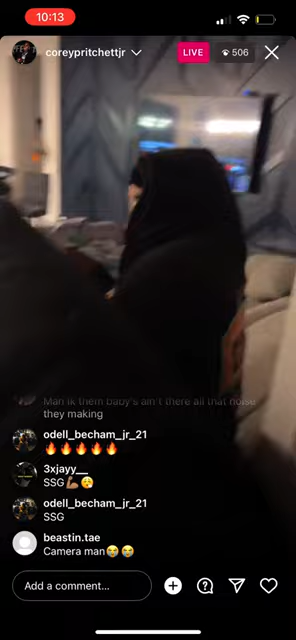 10:13
coreypritchettjr
LIVE
506
Man ik them baby's ain't there all that noise
they making
odell_becham_jr_21
🔥🔥🔥🔥🔥
3xjayy__
SSG💪🏾😮‍💨
odell_becham_jr_21
SSG
beastin.tae
Camera man😭😭
Add a comment...